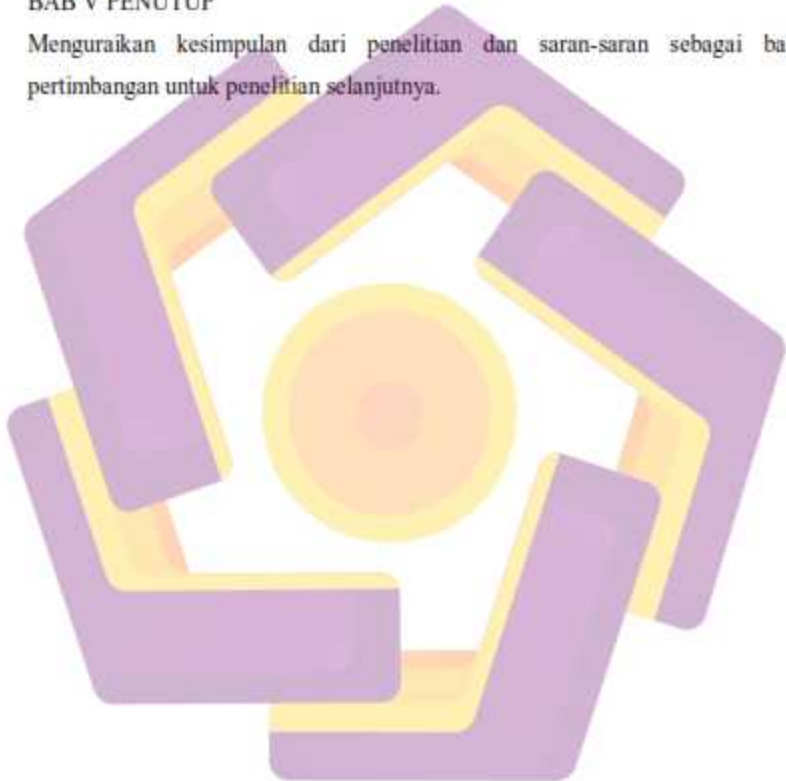 BAB V PENUTUP
Menguraikan kesimpulan dari penelitian dan saran-saran sebagai ba
pertimbangan untuk penelitian selanjutnya.